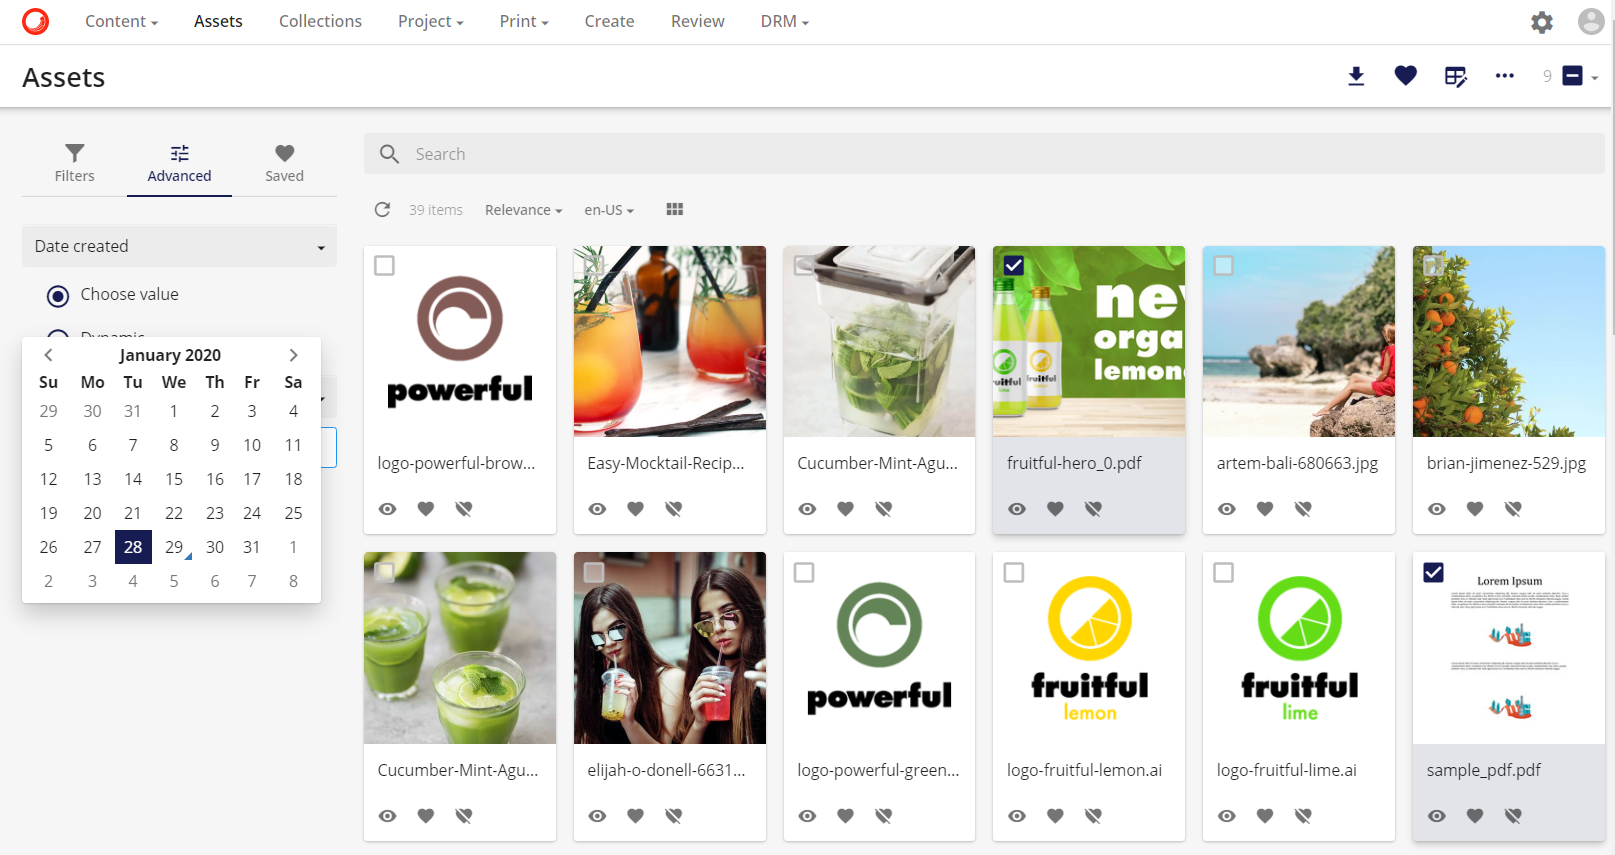 Content Assets Collections Project Print Create Review DRM
Assets
9
Filters Advanced Saved
Search
39 items Relevance en-US
Date created
Choose value
Dynamic
January 2020
Su Mo Tu We Th Fr Sa
29 30 31 1 2 3 4
5 6 7 8 9 10 11
12 13 14 15 16 17 18
19 20 21 22 23 24 25
26 27 28 29 30 31 1
2 3 4 5 6 7 8
powerful
logo-powerful-brow...
Easy-Mocktail-Recip...
Cucumber-Mint-Agu...
new
orga
lemon
fruitful
fruitful-hero_0.pdf
artem-bali-680663.jpg
brian-jimenez-529.jpg
Cucumber-Mint-Agu...
elijah-o-donell-6631...
powerful
logo-powerful-green...
fruitful
lemon
logo-fruitful-lemon.ai
fruitful
lime
logo-fruitful-lime.ai
Lorem Ipsum
sample_pdf.pdf